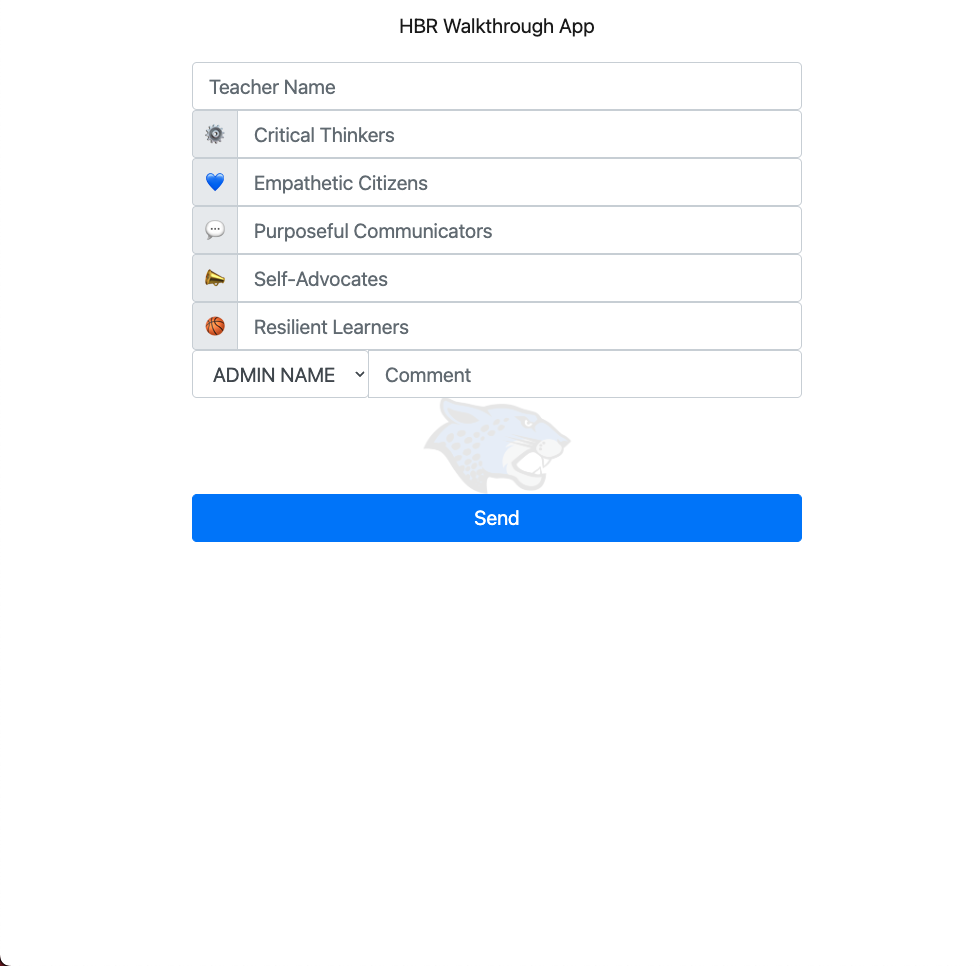 HBR Walkthrough App
Teacher Name
Critical Thinkers
Empathetic Citizens
Purposeful Communicators
Self-Advocates
Resilient Learners
ADMIN NAME Comment
Send